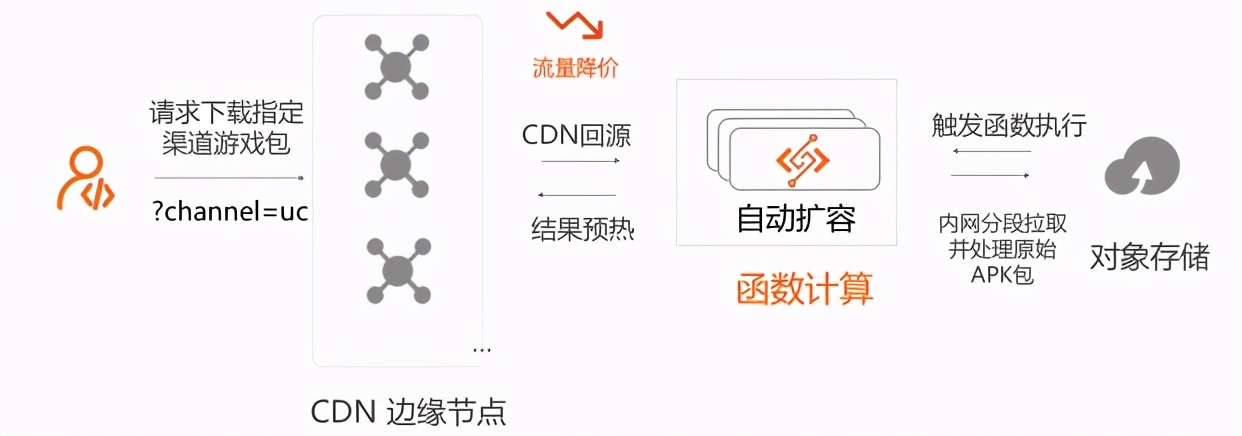 请求下载指定
渠道游戏包
?channel=uc
...
CDN 边缘节点
流量降价
CDN回源
结果预热
自动扩容
函数计算
触发函数执行
内网分段拉取
并处理原始
APK包
对象存储